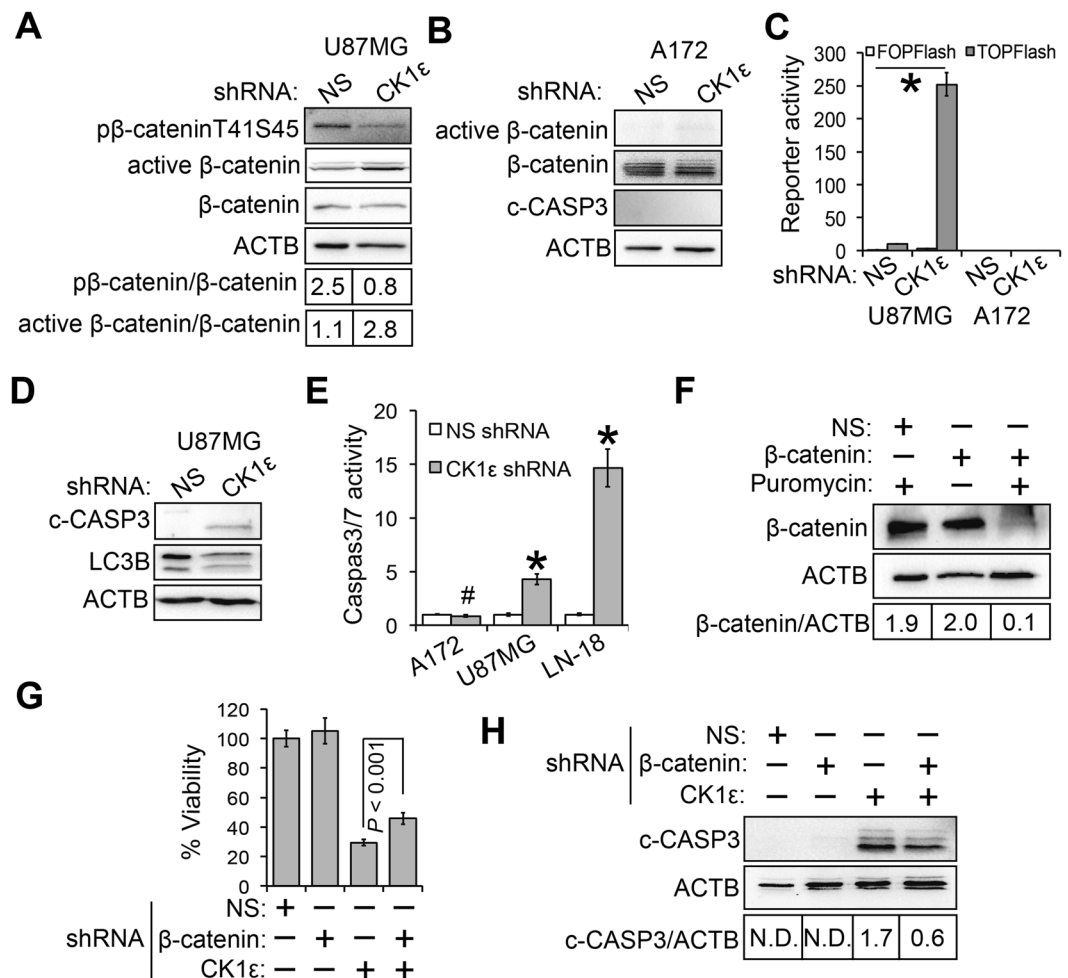 A
U87MG
shRNA: NS CK1ε
pβ-cateninT41S45
active β-catenin
β-catenin
ACTB
pβ-catenin/β-catenin 2.5 0.8
active β-catenin/β-catenin 1.1 2.8
B
A172
shRNA: NS CK1ε
active β-catenin
β-catenin
c-CASP3
ACTB
C
FOPFlash TOPFlash
Reporter activity
300
250
200
150
100
50
0
*
shRNA: NS CK1ε NS CK1ε
U87MG A172
D
U87MG
shRNA: NS CK1ε
c-CASP3
LC3B
ACTB
E
Caspas3/7 activity
20
15
10
5
0
NS shRNA
CK1ε shRNA
# * *
A172 U87MG LN-18
F
NS: + − −
β-catenin: − + +
Puromycin: + − +
β-catenin
ACTB
β-catenin/ACTB 1.9 2.0 0.1
G
% Viability
120
100
80
60
40
20
0
P < 0.001
shRNA
NS: + − − −
β-catenin: − + − +
CK1ε: − − + +
H
shRNA
NS: + − − −
β-catenin: − + − +
CK1ε: − − + +
c-CASP3
ACTB
c-CASP3/ACTB N.D. N.D. 1.7 0.6